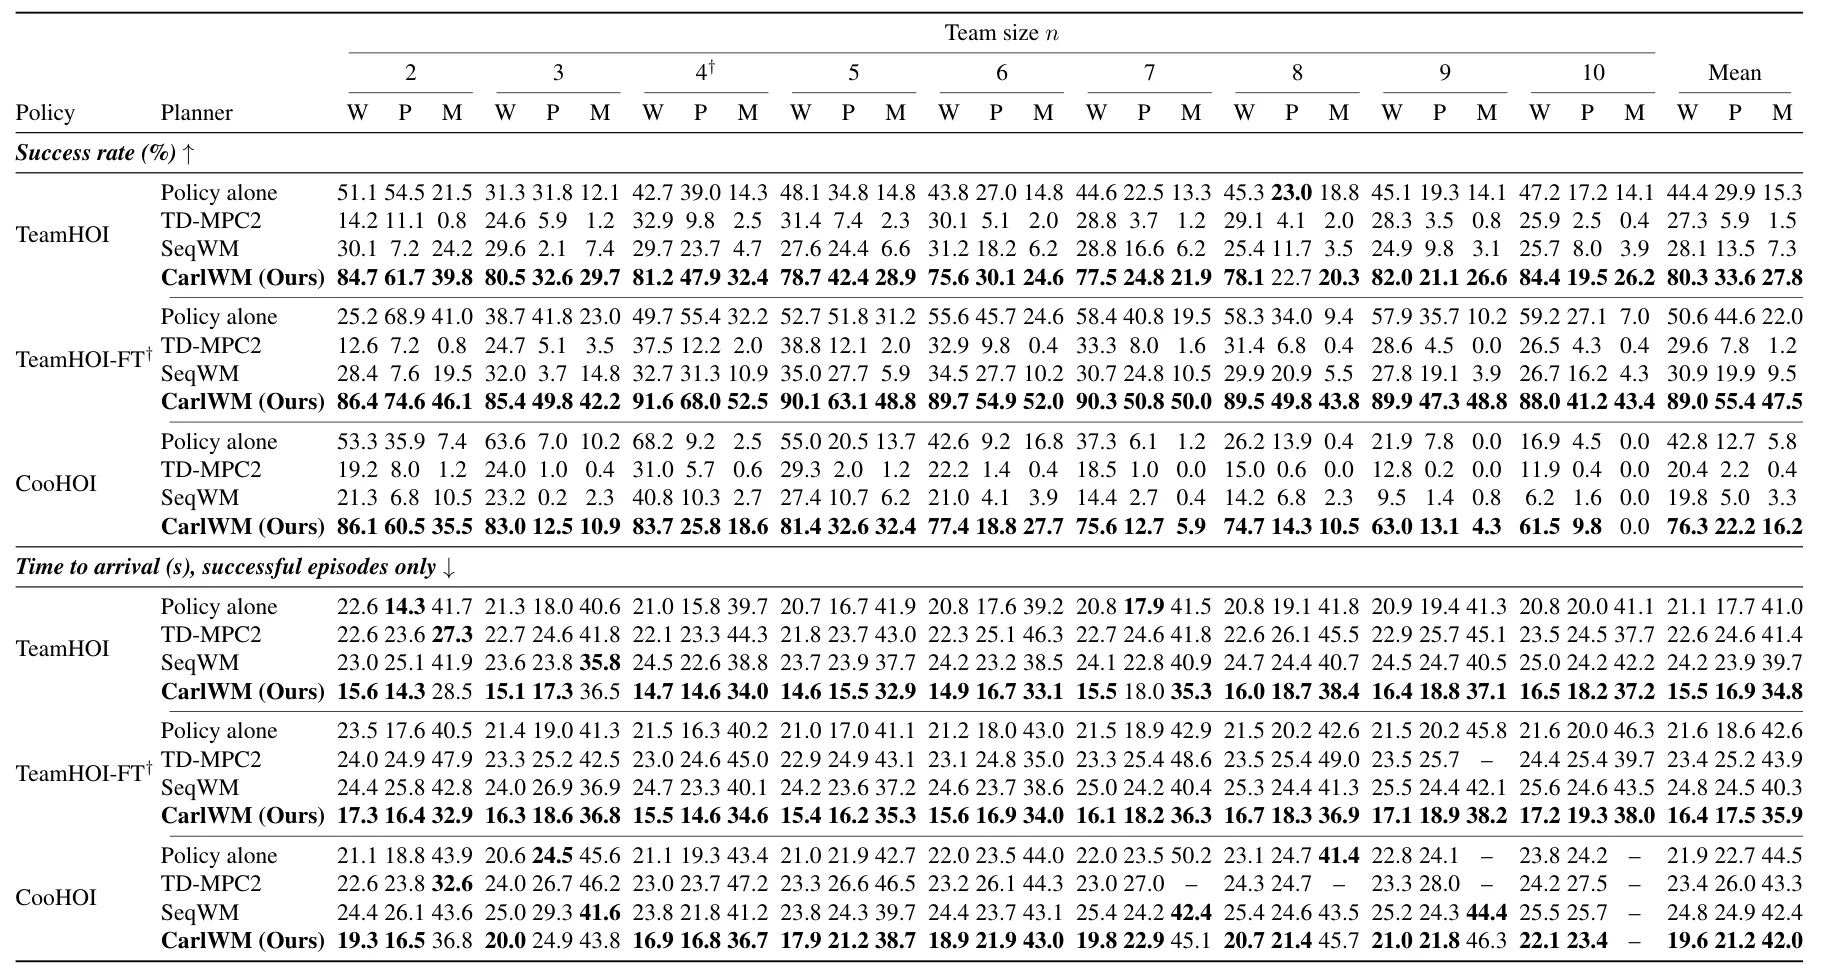 Team size n
2 3 4† 5 6 7 8 9 10 Mean
Policy Planner W P M W P M W P M W P M W P M W P M W P M W P M W P M W P M
Success rate (%) ↑
Policy alone 51.1 54.5 21.5 31.3 31.8 12.1 42.7 39.0 14.3 48.1 34.8 14.8 43.8 27.0 14.8 44.6 22.5 13.3 45.3 23.0 18.8 45.1 19.3 14.1 47.2 17.2 14.1 44.4 29.9 15.3
TeamHOI TD-MPC2 14.2 11.1 0.8 24.6 5.9 1.2 32.9 9.8 2.5 31.4 7.4 2.3 30.1 5.1 2.0 28.8 3.7 1.2 29.1 4.1 2.0 28.3 3.5 0.8 25.9 2.5 0.4 27.3 5.9 1.5
SeqWM 30.1 7.2 24.2 29.6 2.1 7.4 29.7 23.7 4.7 27.6 24.4 6.6 31.2 18.2 6.2 28.8 16.6 6.2 25.4 11.7 3.5 24.9 9.8 3.1 25.7 8.0 3.9 28.1 13.5 7.3
CarlWM (Ours) 84.7 61.7 39.8 80.5 32.6 29.7 81.2 47.9 32.4 78.7 42.4 28.9 75.6 30.1 24.6 77.5 24.8 21.9 78.1 22.7 20.3 82.0 21.1 26.6 84.4 19.5 26.2 80.3 33.6 27.8
Policy alone 25.2 68.9 41.0 38.7 41.8 23.0 49.7 55.4 32.2 52.7 51.8 31.2 55.6 45.7 24.6 58.4 40.8 19.5 58.3 34.0 9.4 57.9 35.7 10.2 59.2 27.1 7.0 50.6 44.6 22.0
TeamHOI-FT† TD-MPC2 12.6 7.2 0.8 24.7 5.1 3.5 37.5 12.2 2.0 38.8 12.1 2.0 32.9 9.8 0.4 33.3 8.0 1.6 31.4 6.8 0.4 28.6 4.5 0.0 26.5 4.3 0.4 29.6 7.8 1.2
SeqWM 28.4 7.6 19.5 32.0 3.7 14.8 32.7 31.3 10.9 35.0 27.7 5.9 34.5 27.7 10.2 30.7 24.8 10.5 29.9 20.9 5.5 27.8 19.1 3.9 26.7 16.2 4.3 30.9 19.9 9.5
CarlWM (Ours) 86.4 74.6 46.1 85.4 49.8 42.2 91.6 68.0 52.5 90.1 63.1 48.8 89.7 54.9 52.0 90.3 50.8 50.0 89.5 49.8 43.8 89.9 47.3 48.8 88.0 41.2 43.4 89.0 55.4 47.5
Policy alone 53.3 35.9 7.4 63.6 7.0 10.2 68.2 9.2 2.5 55.0 20.5 13.7 42.6 9.2 16.8 37.3 6.1 1.2 26.2 13.9 0.4 21.9 7.8 0.0 16.9 4.5 0.0 42.8 12.7 5.8
CooHOI TD-MPC2 19.2 8.0 1.2 24.0 1.0 0.4 31.0 5.7 0.6 29.3 2.0 1.2 22.2 1.4 0.4 18.5 1.0 0.0 15.0 0.6 0.0 12.8 0.2 0.0 11.9 0.4 0.0 20.4 2.2 0.4
SeqWM 21.3 6.8 10.5 23.2 0.2 2.3 40.8 10.3 2.7 27.4 10.7 6.2 21.0 4.1 3.9 14.4 2.7 0.4 14.2 6.8 2.3 9.5 1.4 0.8 6.2 1.6 0.0 19.8 5.0 3.3
CarlWM (Ours) 86.1 60.5 35.5 83.0 12.5 10.9 83.7 25.8 18.6 81.4 32.6 32.4 77.4 18.8 27.7 75.6 12.7 5.9 74.7 14.3 10.5 63.0 13.1 4.3 61.5 9.8 0.0 76.3 22.2 16.2
Time to arrival (s), successful episodes only ↓
Policy alone 22.6 14.3 41.7 21.3 18.0 40.6 21.0 15.8 39.7 20.7 16.7 41.9 20.8 17.6 39.2 20.8 17.9 41.5 20.8 19.1 41.8 20.9 19.4 41.3 20.8 20.0 41.1 21.1 17.7 41.0
TeamHOI TD-MPC2 22.6 23.6 27.3 22.7 24.6 41.8 22.1 23.3 44.3 21.8 23.7 43.0 22.3 25.1 46.3 22.7 24.6 41.8 22.6 26.1 45.5 22.9 25.7 45.1 23.5 24.5 37.7 22.6 24.6 41.4
SeqWM 23.0 25.1 41.9 23.6 23.8 35.8 24.5 22.6 38.8 23.7 23.9 37.7 24.2 23.2 38.5 24.1 22.8 40.9 24.7 24.4 40.7 24.5 24.7 40.5 25.0 24.2 42.2 24.2 23.9 39.7
CarlWM (Ours) 15.6 14.3 28.5 15.1 17.3 36.5 14.7 14.6 34.0 14.6 15.5 32.9 14.9 16.7 33.1 15.5 18.0 35.3 16.0 18.7 38.4 16.4 18.8 37.1 16.5 18.2 37.2 15.5 16.9 34.8
Policy alone 23.5 17.6 40.5 21.4 19.0 41.3 21.5 16.3 40.2 21.0 17.0 41.1 21.2 18.0 43.0 21.5 18.9 42.9 21.5 20.2 42.6 21.5 20.2 45.8 21.6 20.0 46.3 21.6 18.6 42.6
TeamHOI-FT† TD-MPC2 24.0 24.9 47.9 23.3 25.2 42.5 23.0 24.6 45.0 22.9 24.9 43.1 23.1 24.8 35.0 23.3 25.4 48.6 23.5 25.4 49.0 23.5 25.7 – 24.4 25.4 39.7 23.4 25.2 43.9
SeqWM 24.4 25.8 42.8 24.0 26.9 36.9 24.7 23.3 40.1 24.2 23.6 37.2 24.6 23.7 38.6 25.0 24.2 40.4 25.3 24.4 41.3 25.5 24.4 42.1 25.6 24.6 43.5 24.8 24.5 40.3
CarlWM (Ours) 17.3 16.4 32.9 16.3 18.6 36.8 15.5 14.6 34.6 15.4 16.2 35.3 15.6 16.9 34.0 16.1 18.2 36.3 16.7 18.3 36.9 17.1 18.9 38.2 17.2 19.3 38.0 16.4 17.5 35.9
Policy alone 21.1 18.8 43.9 20.6 24.5 45.6 21.1 19.3 43.4 21.0 21.9 42.7 22.0 23.5 44.0 22.0 23.5 50.2 23.1 24.7 41.4 22.8 24.1 – 23.8 24.2 – 21.9 22.7 44.5
CooHOI TD-MPC2 22.6 23.8 32.6 24.0 26.7 46.2 23.0 23.7 47.2 23.3 26.6 46.5 23.2 26.1 44.3 23.0 27.0 – 24.3 24.7 – 23.3 28.0 – 24.2 27.5 – 23.4 26.0 43.3
SeqWM 24.4 26.1 43.6 25.0 29.3 41.6 23.8 21.8 41.2 23.8 24.3 39.7 24.4 23.7 43.1 25.4 24.2 42.4 25.4 24.6 43.5 25.2 24.3 44.4 25.5 25.7 – 24.8 24.9 42.4
CarlWM (Ours) 19.3 16.5 36.8 20.0 24.9 43.8 16.9 16.8 36.7 17.9 21.2 38.7 18.9 21.9 43.0 19.8 22.9 45.1 20.7 21.4 45.7 21.0 21.8 46.3 22.1 23.4 – 19.6 21.2 42.0